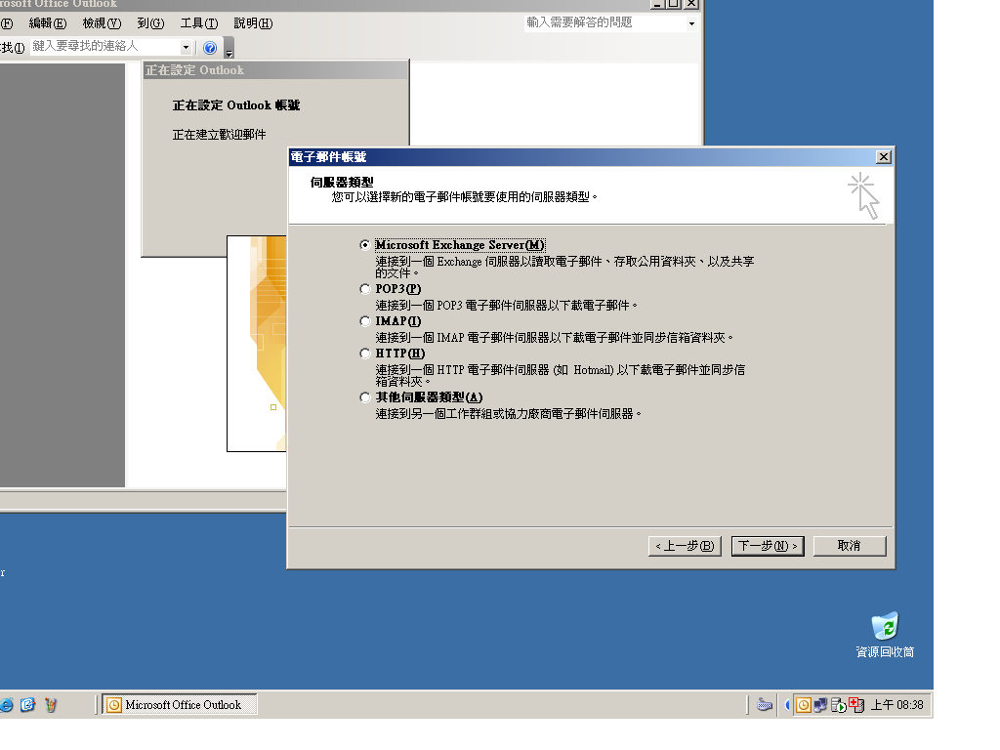 rosoft Office Outlook
(F) 編輯(E) 檢視(V) 到(G) 工具(T) 說明(H) 輸入需要解答的問題
找(I) 鍵入要尋找的連絡人
正在設定 Outlook
正在設定 Outlook 帳號
正在建立歡迎郵件
電子郵件帳號
伺服器類型
您可以選擇新的電子郵件帳號要使用的伺服器類型。
Microsoft Exchange Server(M)
連接到一個 Exchange 伺服器以讀取電子郵件、存取公用資料夾、以及共享
的文件。
POP3(P)
連接到一個 POP3 電子郵件伺服器以下載電子郵件。
IMAP(I)
連接到一個 IMAP 電子郵件伺服器以下載電子郵件並同步信箱資料夾。
HTTP(H)
連接到一個 HTTP 電子郵件伺服器 (如 Hotmail) 以下載電子郵件並同步信
箱資料夾。
其他伺服器類型(A)
連接到另一個工作群組或協力廠商電子郵件伺服器。
< 上一步(B) 下一步(N) > 取消
r
資源回收筒
Microsoft Office Outlook 上午 08:38